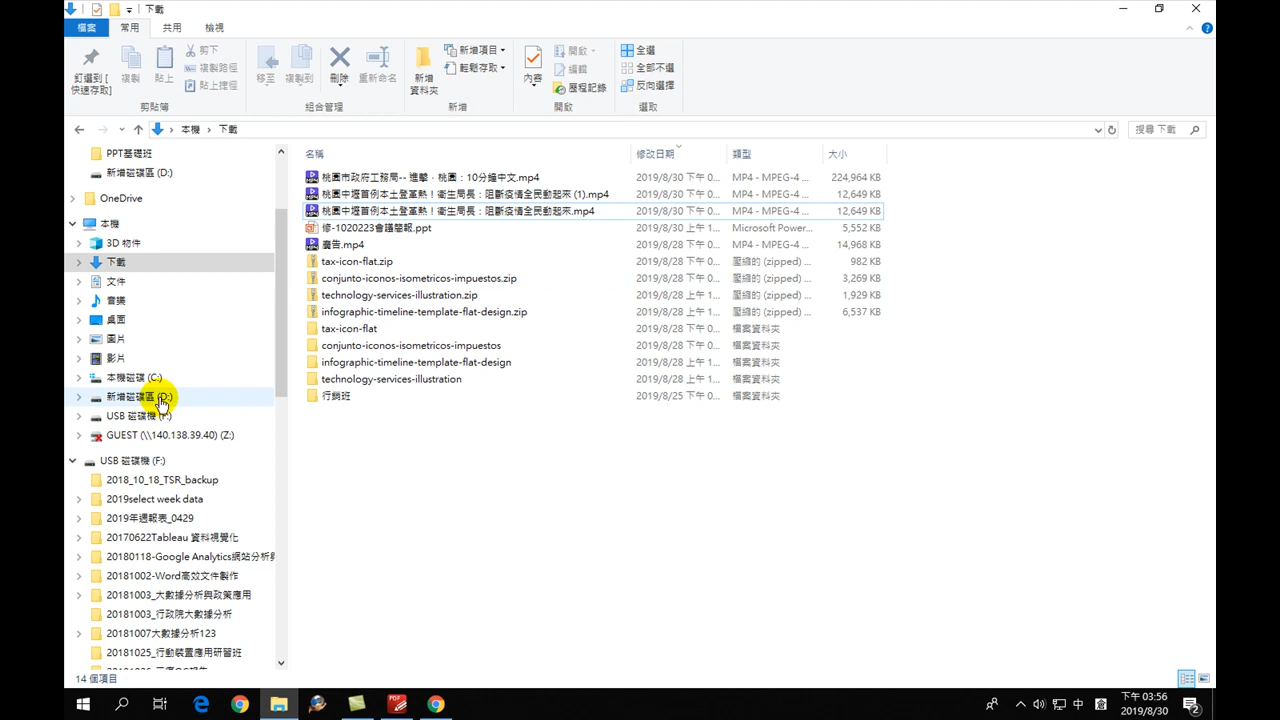 下載
檔案
常用
共用
檢視
釘選到 [快速存取]
複製
貼上
剪下
複製路徑
貼上捷徑
剪貼簿
移至
複製到
刪除
重新命名
組合管理
新增資料夾
新增項目
輕鬆存取
新增
內容
開啟
編輯
歷程記錄
開啟
全選
全部不選
反向選擇
選取
本機 下載
搜尋 下載
PPT基礎班
新增磁碟區 (D:)
OneDrive
本機
3D 物件
下載
文件
音樂
桌面
圖片
影片
本機磁碟 (C:)
新增磁碟區 (D:)
USB 磁碟機 (F:)
GUEST (\\140.138.39.40) (Z:)
USB 磁碟機 (F:)
2018_10_18_TSR_backup
2019select week data
2019年週報表_0429
20170622Tableau 資料視覺化
20180118-Google Analytics網站分析與
20181002-Word高效文件製作
20181003_大數據分析與政策應用
20181003_行政院大數據分析
20181007大數據分析123
20181025_行動裝置應用研習班
名稱 修改日期 類型 大小
桃園市政府工務局-- 進擊．桃園：10分鐘中文.mp4 2019/8/30 下午 0... MP4 - MPEG-4 ... 224,964 KB
桃園中壢首例本土登革熱！衛生局長：阻斷疫情全民動起來 (1).mp4 2019/8/30 下午 0... MP4 - MPEG-4 ... 12,649 KB
桃園中壢首例本土登革熱！衛生局長：阻斷疫情全民動起來.mp4 2019/8/30 下午 0... MP4 - MPEG-4 ... 12,649 KB
修-1020223會議簡報.ppt 2019/8/30 上午 1... Microsoft Power... 5,552 KB
廣告.mp4 2019/8/28 下午 0... MP4 - MPEG-4 ... 14,968 KB
tax-icon-flat.zip 2019/8/28 下午 0... 壓縮的 (zipped) ... 982 KB
conjunto-iconos-isometricos-impuestos.zip 2019/8/28 下午 0... 壓縮的 (zipped) ... 3,269 KB
technology-services-illustration.zip 2019/8/28 上午 1... 壓縮的 (zipped) ... 1,929 KB
infographic-timeline-template-flat-design.zip 2019/8/28 上午 1... 壓縮的 (zipped) ... 6,537 KB
tax-icon-flat 2019/8/28 下午 0... 檔案資料夾
conjunto-iconos-isometricos-impuestos 2019/8/28 下午 0... 檔案資料夾
infographic-timeline-template-flat-design 2019/8/28 上午 1... 檔案資料夾
technology-services-illustration 2019/8/28 上午 1... 檔案資料夾
行銷班 2019/8/25 下午 0... 檔案資料夾
14 個項目
中
下午 03:56
2019/8/30
2